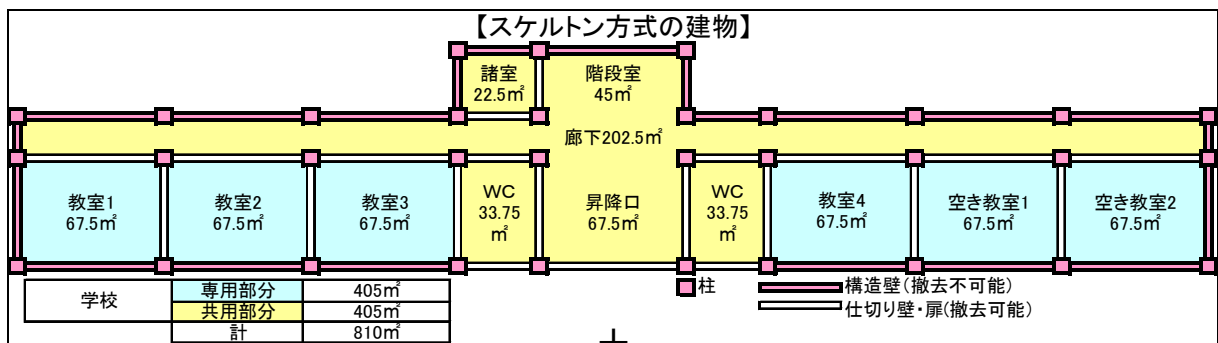 【スケルトン方式の建物】
諸室
22.5㎡
階段室
45㎡
廊下202.5㎡
教室1
67.5㎡
教室2
67.5㎡
教室3
67.5㎡
WC
33.75
㎡
昇降口
67.5㎡
WC
33.75
㎡
教室4
67.5㎡
空き教室1
67.5㎡
空き教室2
67.5㎡
学校
専用部分 405㎡
共用部分 405㎡
計 810㎡
柱
構造壁(撤去不可能)
仕切り壁・扉(撤去可能)